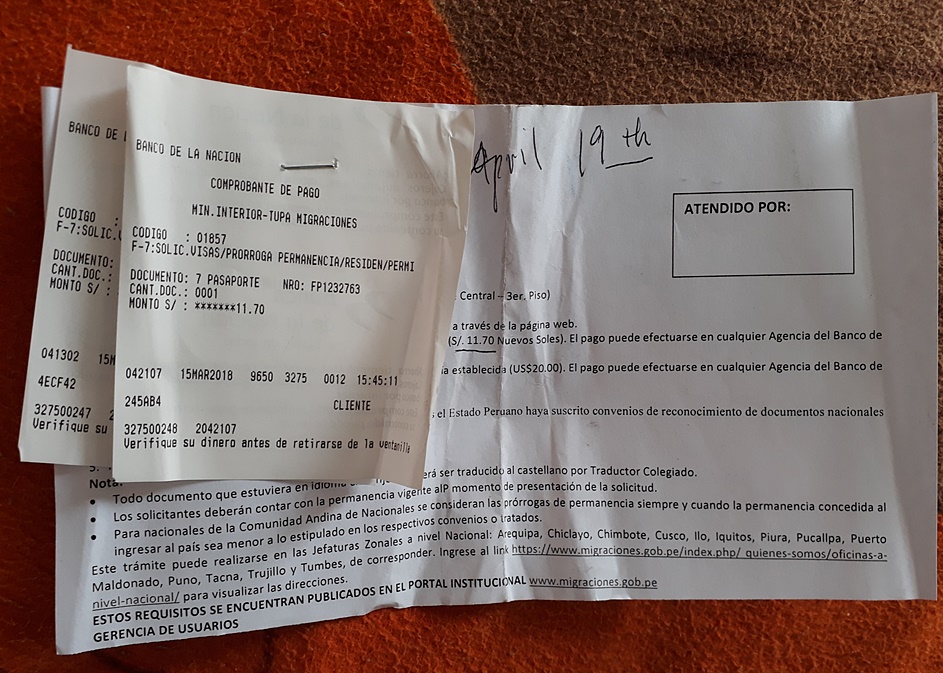 BANCO DE
CODIGO :
F-7:SOLIC.
DOCUMENTO:
CANT.DOC.:
MONTO S/ :
041302 15M
4ECF42
327500247
Verifique su
BANCO DE LA NACION
COMPROBANTE DE PAGO
MIN.INTERIOR-TUPA MIGRACIONES
CODIGO : 01857
F-7:SOLIC.VISAS/PRORROGA PERMANENCIA/RESIDEN/PERMI
DOCUMENTO: 7 PASAPORTE NRO: FP1232763
CANT.DOC.: 0001
MONTO S/ : *******11.70
042107 15MAR2018 9650 3275 0012 15:45:11
245AB4 CLIENTE
327500248 2042107
Verifique su dinero antes de retirarse de la ventanilla
April 19th
ATENDIDO POR:
Central – 3er. Piso)
a través de la página web.
(S/. 11.70 Nuevos Soles). El pago puede efectuarse en cualquier Agencia del Banco de
establecida (US$20.00). El pago puede efectuarse en cualquier Agencia del Banco de
el Estado Peruano haya suscrito convenios de reconocimiento de documentos nacionales
ser traducido al castellano por Traductor Colegiado.
Nota:
• Todo documento que estuviera en
• Los solicitantes deberán contar con la permanencia vigente alP momento de presentación de la solicitud.
• Para nacionales de la Comunidad Andina de Nacionales se consideran las prórrogas de permanencia siempre y cuando la permanencia concedida al
ingresar al país sea menor a lo estipulado en los respectivos convenios o tratados.
Este trámite puede realizarse en las Jefaturas Zonales a nivel Nacional: Arequipa, Chiclayo, Chimbote, Cusco, Ilo, Iquitos, Piura, Pucallpa, Puerto
Maldonado, Puno, Tacna, Trujillo y Tumbes, de corresponder. Ingrese al link https://www.migraciones.gob.pe/index.php/ quienes-somos/oficinas-a-
nivel-nacional/ para visualizar las direcciones.
ESTOS REQUISITOS SE ENCUENTRAN PUBLICADOS EN EL PORTAL INSTITUCIONAL www.migraciones.gob.pe
GERENCIA DE USUARIOS